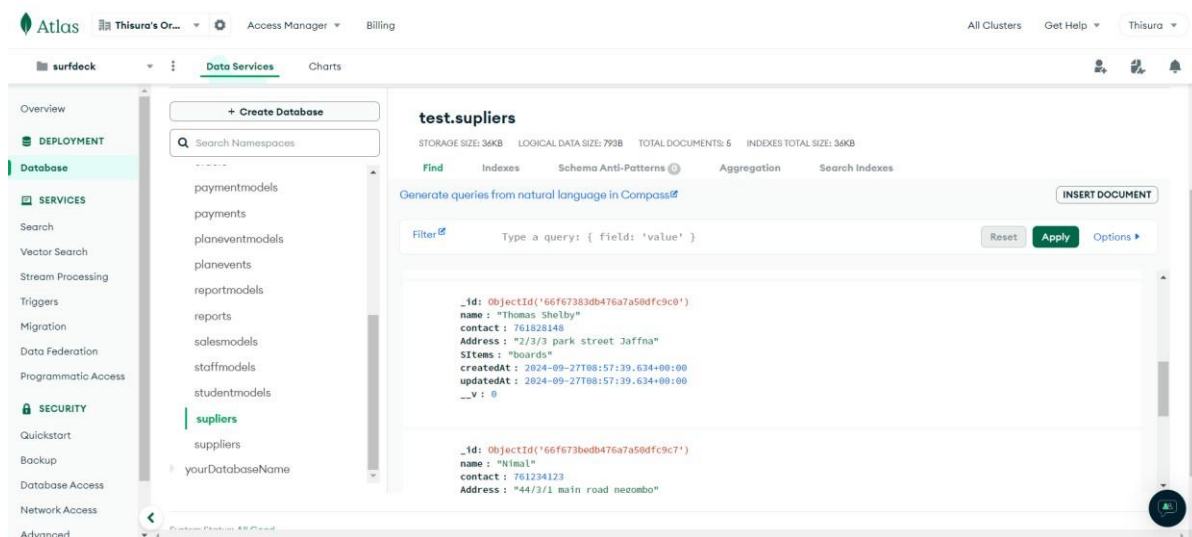 Atlas
Thisura's Or...
Access Manager
Billing
All Clusters
Get Help
Thisura
surfdeck
Data Services
Charts
Overview
DEPLOYMENT
Database
SERVICES
Search
Vector Search
Stream Processing
Triggers
Migration
Data Federation
Programmatic Access
SECURITY
Quickstart
Backup
Database Access
Network Access
Advanced
+ Create Database
Search Namespaces
paymentmodels
payments
planeventmodels
planevents
reportmodels
reports
salesmodels
staffmodels
studentmodels
supliers
suppliers
yourDatabaseName
System Status: All Good
test.supliers
STORAGE SIZE: 36KB LOGICAL DATA SIZE: 793B TOTAL DOCUMENTS: 5 INDEXES TOTAL SIZE: 36KB
Find Indexes Schema Anti-Patterns 0 Aggregation Search Indexes
Generate queries from natural language in Compass
INSERT DOCUMENT
Filter
Type a query: { field: 'value' }
Reset
Apply
Options
_id: ObjectId('66f67383db476a7a50dfc9c0')
name : "Thomas Shelby"
contact : 761828148
Address : "2/3/3 park street Jaffna"
SItems : "boards"
createdAt : 2024-09-27T08:57:39.634+00:00
updatedAt : 2024-09-27T08:57:39.634+00:00
__v : 0
_id: ObjectId('66f673bedb476a7a50dfc9c7')
name : "Nimal"
contact : 761234123
Address : "44/3/1 main road negombo"